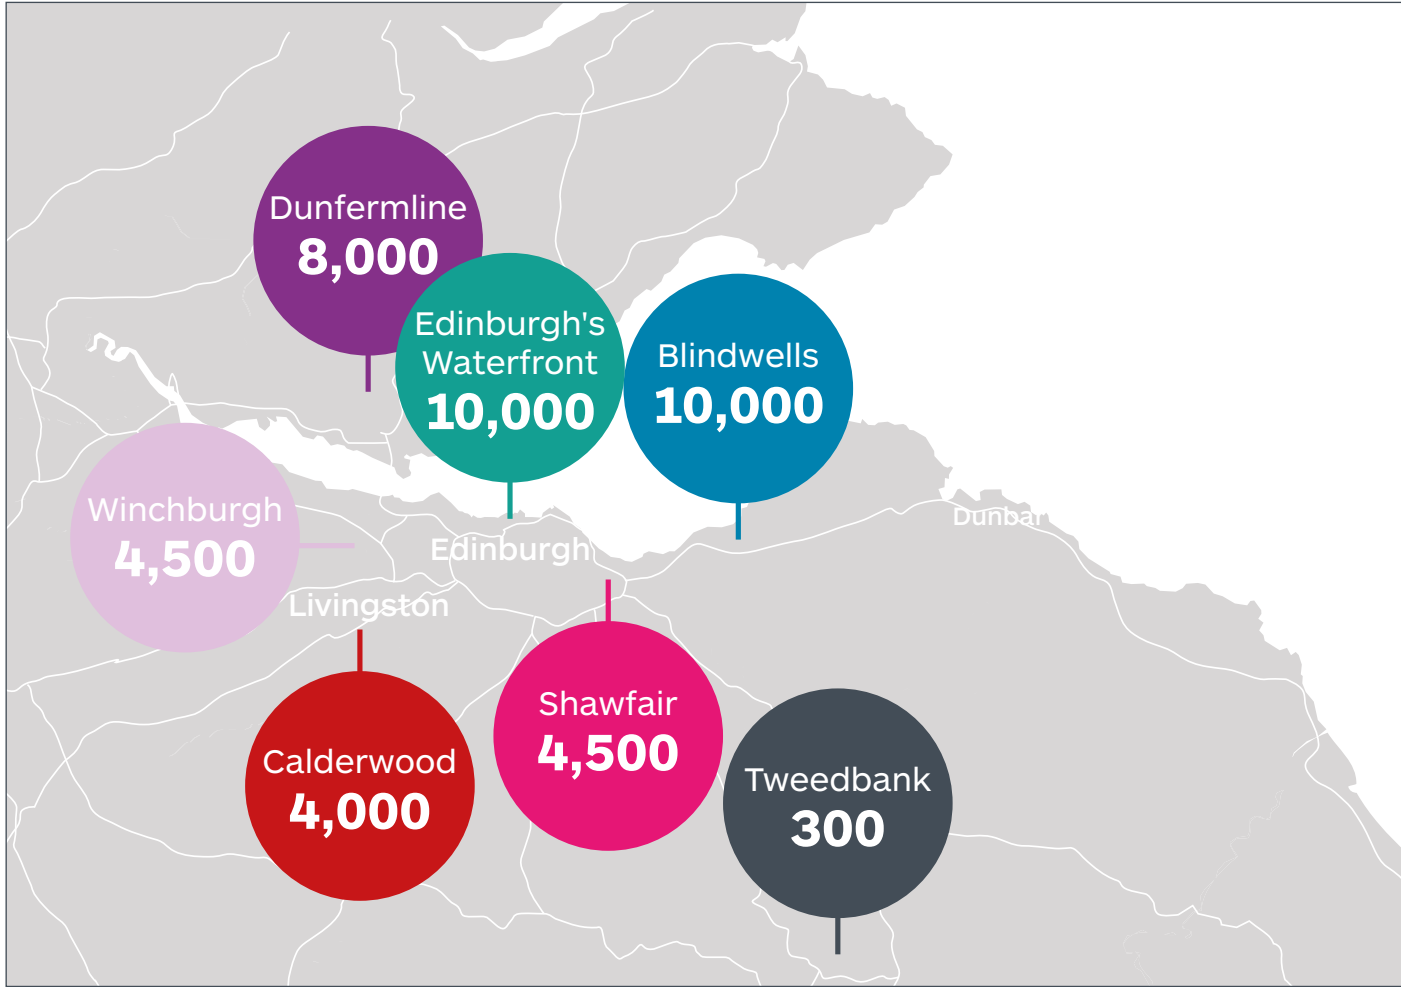 Dunfermline
8,000
Edinburgh's
Waterfront
10,000
Blindwells
10,000
Winchburgh
4,500
Dunbar
Edinburgh
Livingston
Calderwood
4,000
Shawfair
4,500
Tweedbank
300